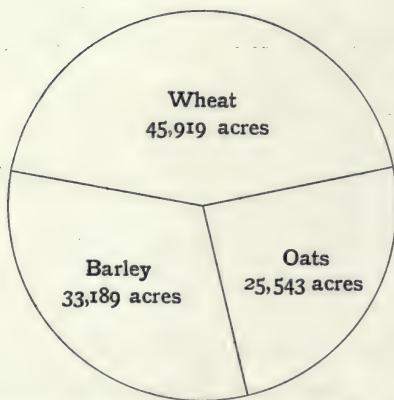 Wheat
45,919 acres
Barley
33,189 acres
Oats
25,543 acres